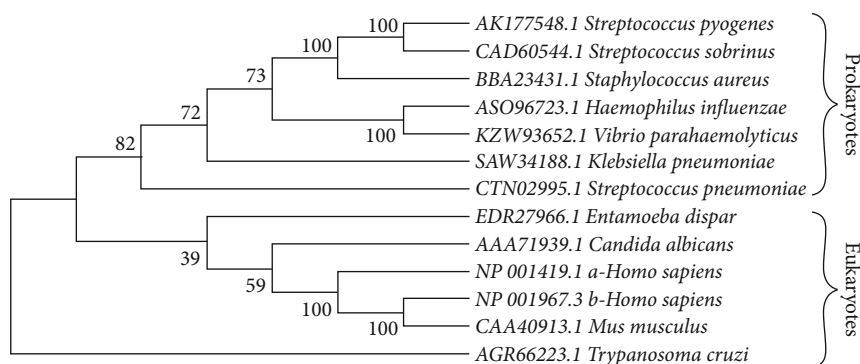 100
AK177548.1 Streptococcus pyogenes
100
CAD60544.1 Streptococcus sobrinus
73
BBA23431.1 Staphylococcus aureus
72
ASO96723.1 Haemophilus influenzae
100
KZW93652.1 Vibrio parahaemolyticus
82
SAW34188.1 Klebsiella pneumoniae
CTN02995.1 Streptococcus pneumoniae
Prokaryotes
EDR27966.1 Entamoeba dispar
39
AAA71939.1 Candida albicans
59
NP 001419.1 a-Homo sapiens
100
NP 001967.3 b-Homo sapiens
100
CAA40913.1 Mus musculus
AGR66223.1 Trypanosoma cruzi
Eukaryotes